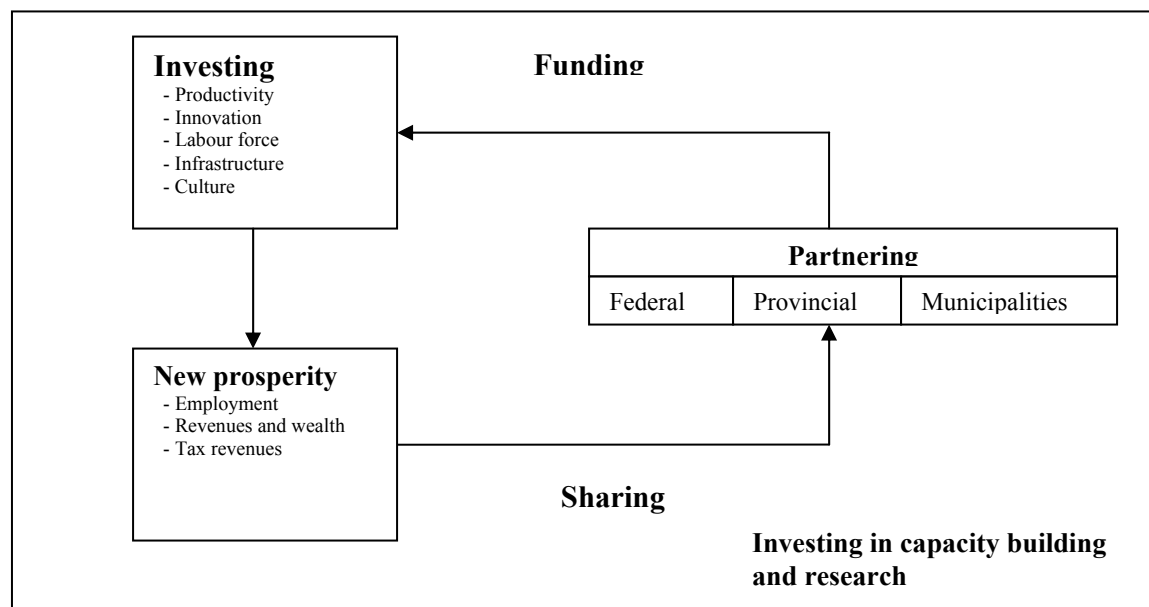 Investing
- Productivity
- Innovation
- Labour force
- Infrastructure
- Culture
Funding
Partnering
Federal
Provincial
Municipalities
New prosperity
- Employment
- Revenues and wealth
- Tax revenues
Sharing
Investing in capacity building
and research